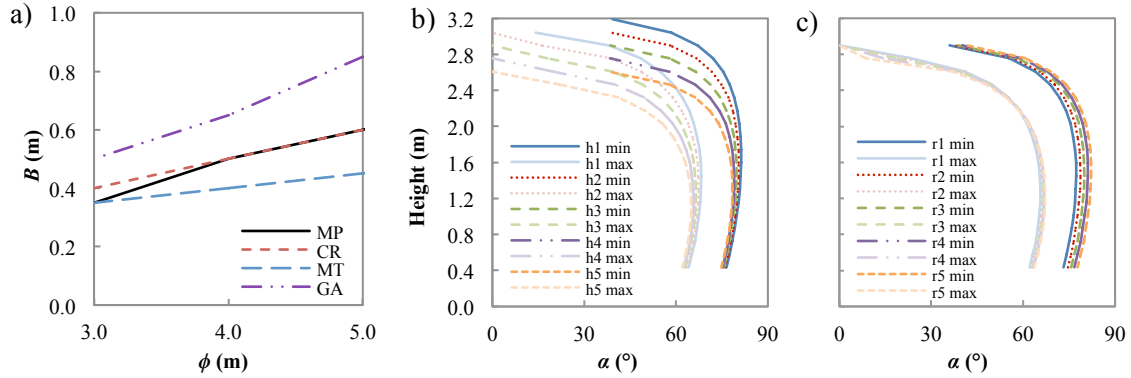 a)
B (m)
1.0
0.8
0.6
0.4
0.2
0.0
MP
CR
MT
GA
3.0 4.0 5.0
ϕ (m)
b)
Height (m)
3.2
2.8
2.4
2.0
1.6
1.2
0.8
0.4
0.0
h1 min
h1 max
h2 min
h2 max
h3 min
h3 max
h4 min
h4 max
h5 min
h5 max
0 30 60 90
α (°)
c)
r1 min
r1 max
r2 min
r2 max
r3 min
r3 max
r4 min
r4 max
r5 min
r5 max
0 30 60 90
α (°)